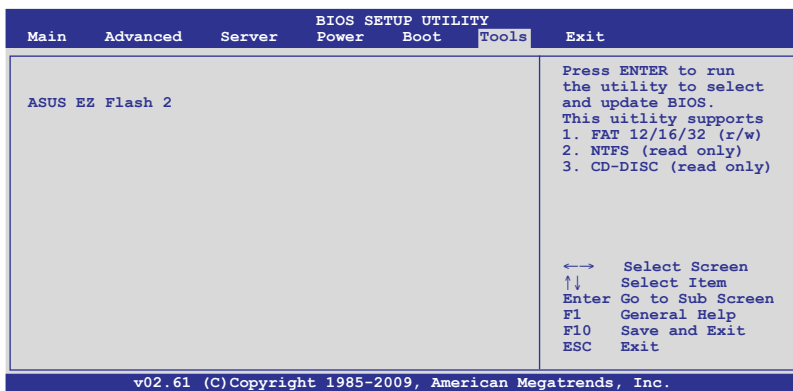 BIOS SETUP UTILITY
Main Advanced Server Power Boot Tools Exit
ASUS EZ Flash 2
Press ENTER to run
the utility to select
and update BIOS.
This uitlity supports
1. FAT 12/16/32 (r/w)
2. NTFS (read only)
3. CD-DISC (read only)
←→ Select Screen
↑↓ Select Item
Enter Go to Sub Screen
F1 General Help
F10 Save and Exit
ESC Exit
v02.61 (C)Copyright 1985-2009, American Megatrends, Inc.